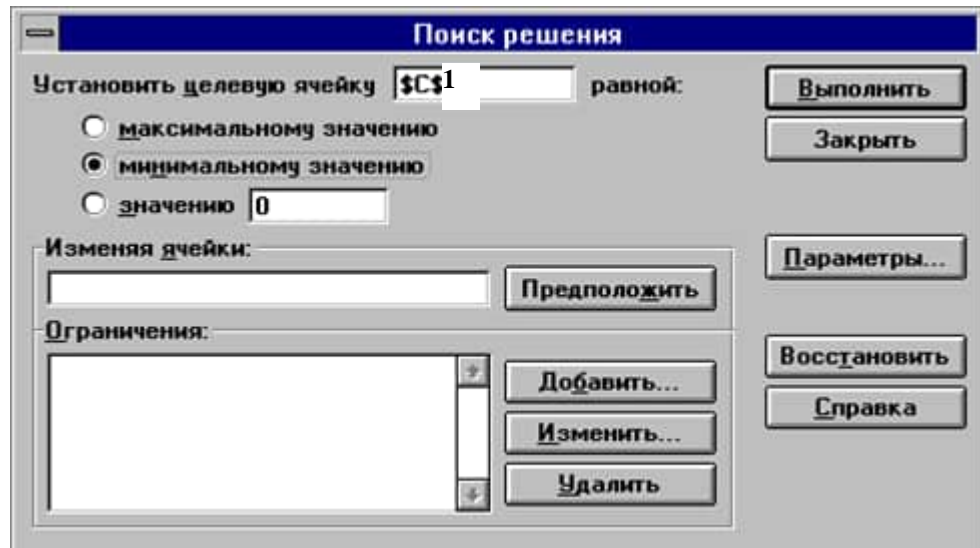 Поиск решения
Установить целевую ячейку $C$1 равной:
Выполнить
максимальному значению
Закрыть
минимальному значению
значению 0
Изменяя ячейки:
Параметры...
Предположить
Ограничения:
Восстановить
Добавить...
Справка
Изменить...
Удалить